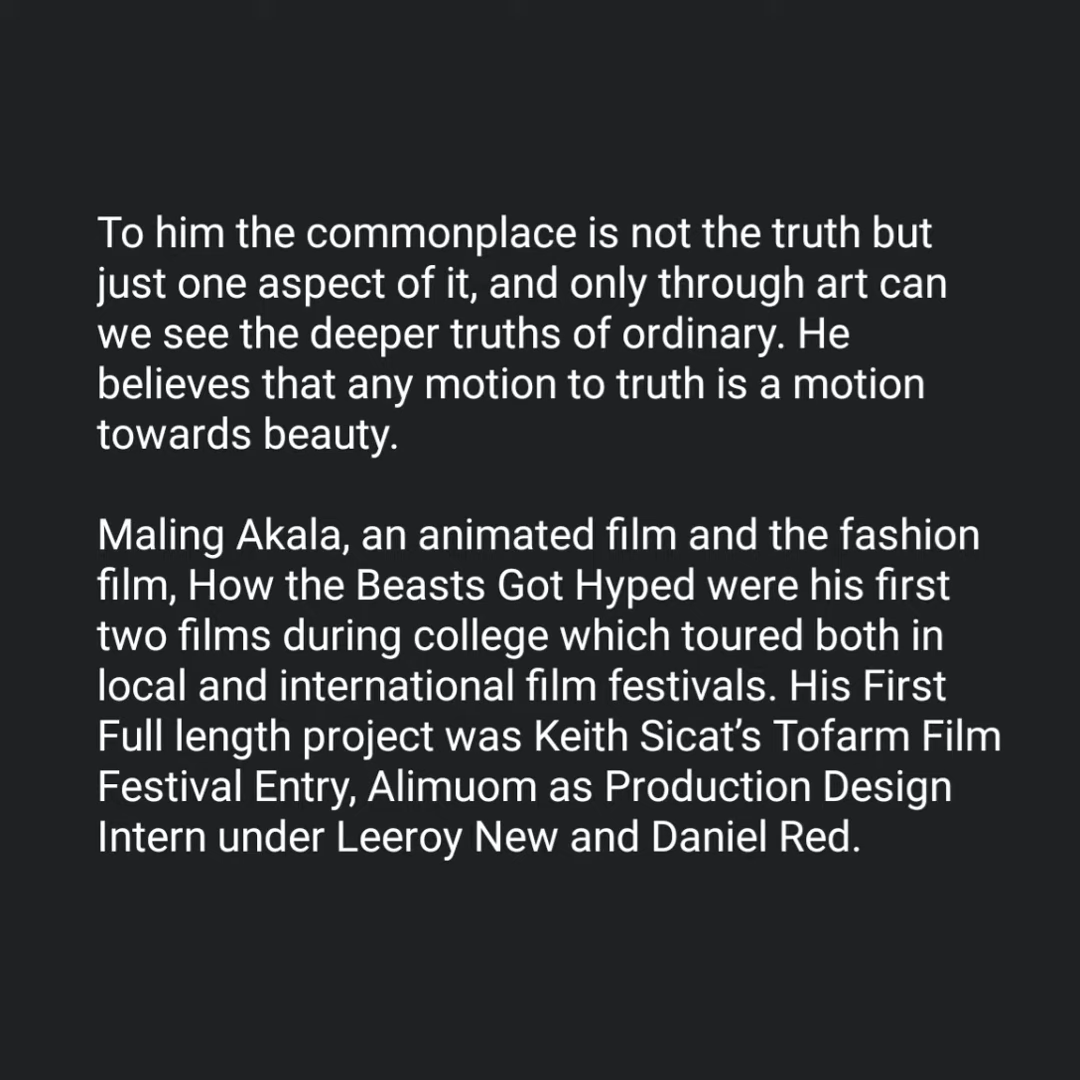 To him the commonplace is not the truth but
just one aspect of it, and only through art can
we see the deeper truths of ordinary. He
believes that any motion to truth is a motion
towards beauty.
Maling Akala, an animated film and the fashion
film, How the Beasts Got Hyped were his first
two films during college which toured both in
local and international film festivals. His First
Full length project was Keith Sicat’s Tofarm Film
Festival Entry, Alimuom as Production Design
Intern under Leeroy New and Daniel Red.